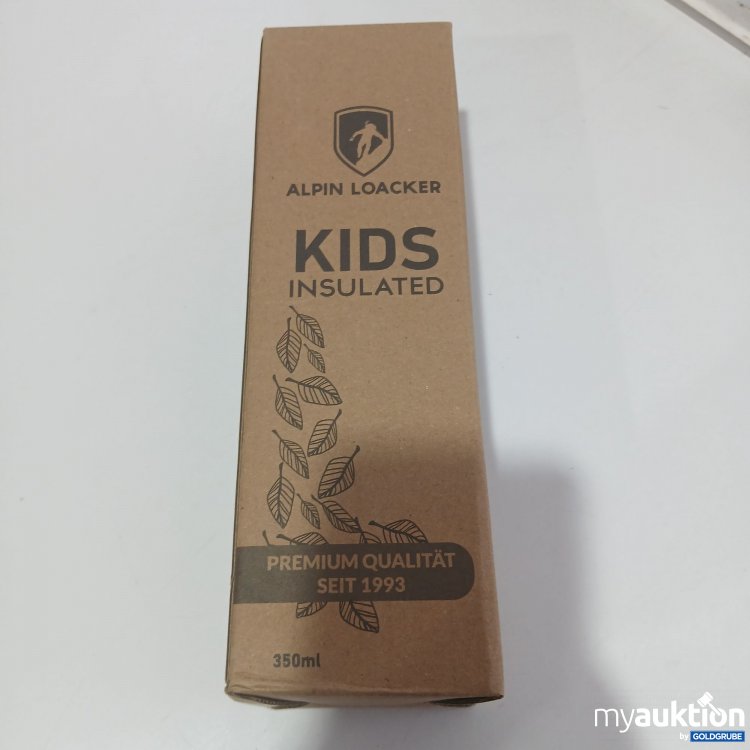 ALPIN LOACKER
KIDS
INSULATED
PREMIUM QUALITÄT
SEIT 1993
350ml
myauktion
by GOLDGRUBE